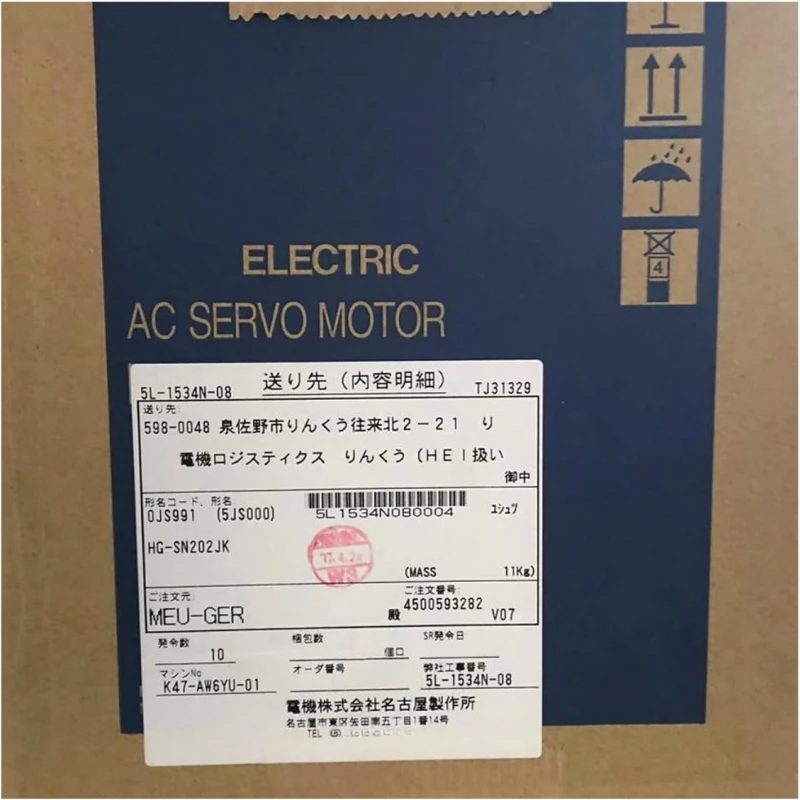 4
ELECTRIC
AC SERVO MOTOR
5L-1534N-08 送り先（内容明細） TJ31329
送り先
598-0048 泉佐野市りんくう往来北２－２１ り
電機ロジスティクス りんくう（ＨＥＩ扱い
御中
形名コード、形名
0JS991 (5JS000)
5L1534N080004
ﾕｼｭﾂ
HG-SN202JK
(MASS 11Kg)
ご注文元
MEU-GER 殿
ご注文番号
4500593282
V07
発令数
10
梱包数
個口
SR発令日
マシンNo
K47-AW6YU-01
オーダ番号
弊社工事番号
5L-1534N-08
電機株式会社名古屋製作所
名古屋市東区矢田南五丁目1番14号
TEL